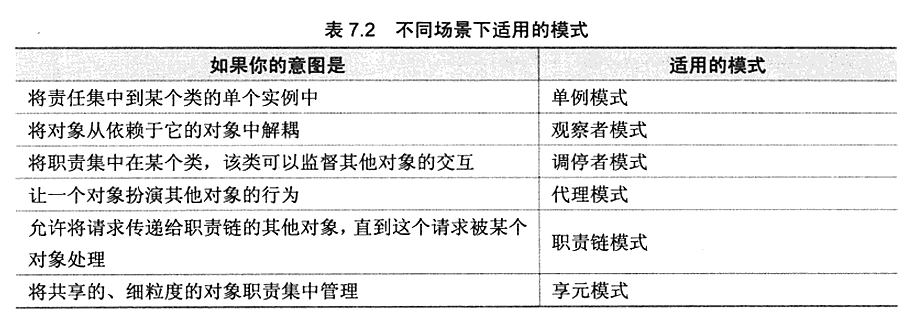 表 7.2 不同场景下适用的模式
如果你的意图是 适用的模式
将责任集中到某个类的单个实例中 单例模式
将对象从依赖于它的对象中解耦 观察者模式
将职责集中在某个类，该类可以监督其他对象的交互 调停者模式
让一个对象扮演其他对象的行为 代理模式
允许将请求传递给职责链的其他对象，直到这个请求被某个
对象处理 职责链模式
将共享的、细粒度的对象职责集中管理 享元模式